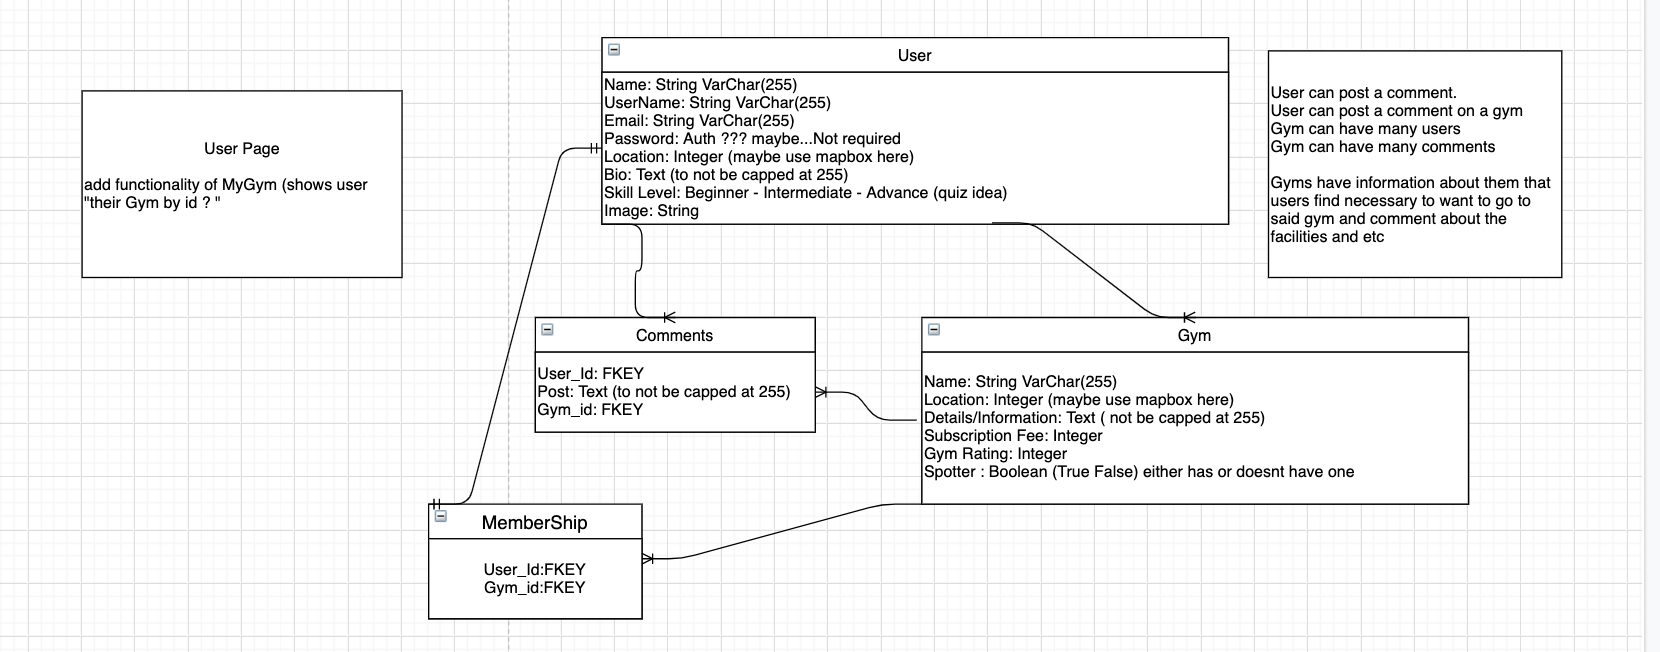 User Page
add functionality of MyGym (shows user
"their Gym by id ? "
User
Name: String VarChar(255)
UserName: String VarChar(255)
Email: String VarChar(255)
Password: Auth ??? maybe...Not required
Location: Integer (maybe use mapbox here)
Bio: Text (to not be capped at 255)
Skill Level: Beginner - Intermediate - Advance (quiz idea)
Image: String
User can post a comment.
User can post a comment on a gym
Gym can have many users
Gym can have many comments
Gyms have information about them that
users find necessary to want to go to
said gym and comment about the
facilities and etc
Comments
User_Id: FKEY
Post: Text (to not be capped at 255)
Gym_id: FKEY
Gym
Name: String VarChar(255)
Location: Integer (maybe use mapbox here)
Details/Information: Text ( not be capped at 255)
Subscription Fee: Integer
Gym Rating: Integer
Spotter : Boolean (True False) either has or doesnt have one
MemberShip
User_Id:FKEY
Gym_id:FKEY